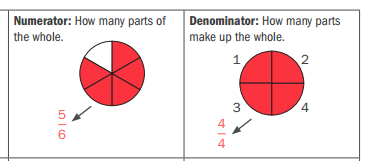 Numerator: How many parts of
the whole.
5
6
Denominator: How many parts
make up the whole.
1 2
3 4
4
4